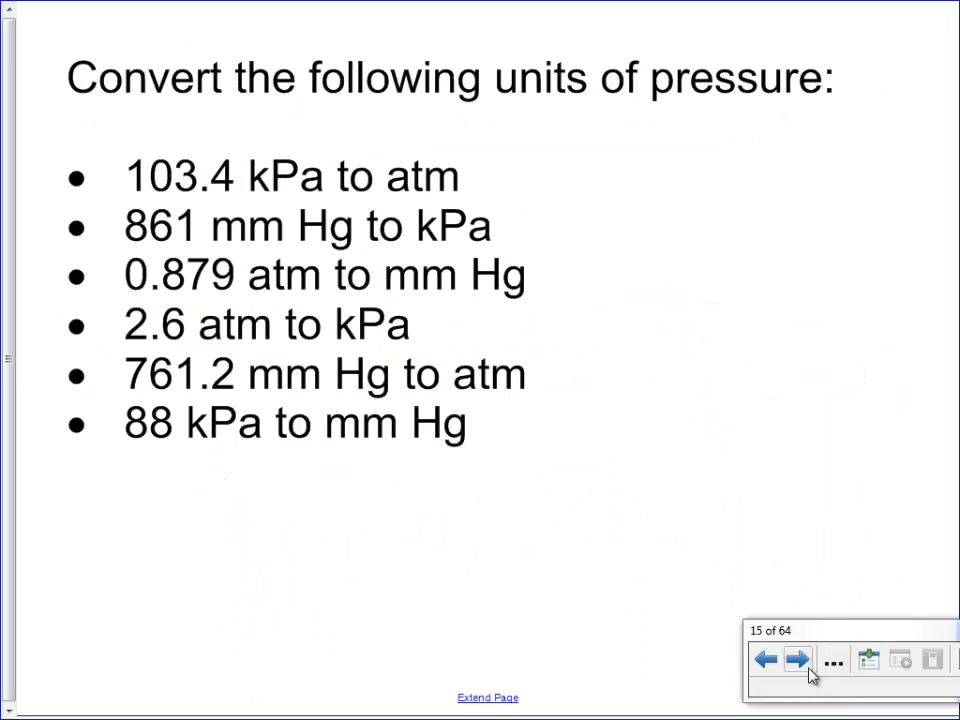 Convert the following units of pressure:
• 103.4 kPa to atm
• 861 mm Hg to kPa
• 0.879 atm to mm Hg
• 2.6 atm to kPa
• 761.2 mm Hg to atm
• 88 kPa to mm Hg
15 of 64
...
Extend Page